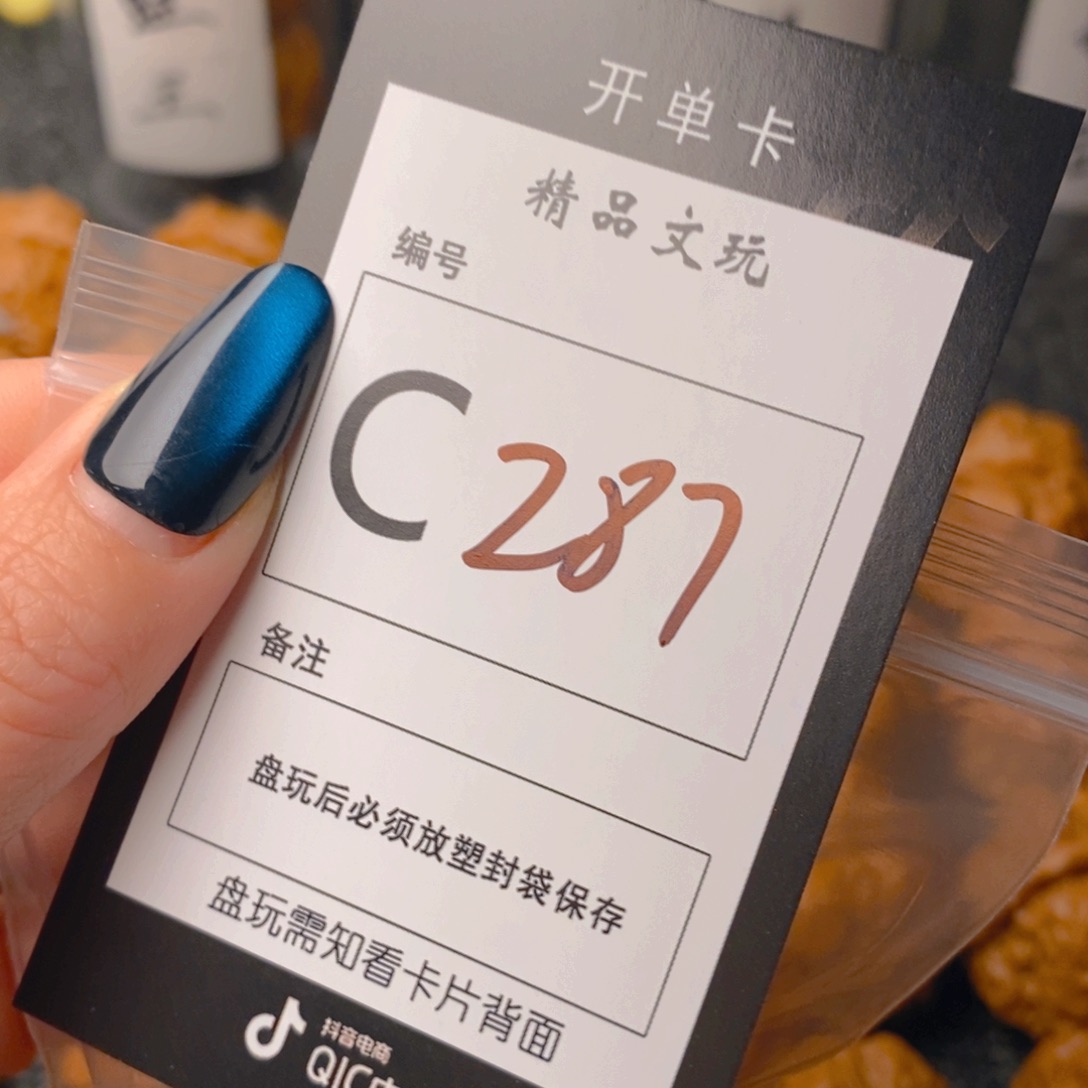 开单卡
精品文玩
编号
C287
备注
盘玩后必须放塑封袋保存
盘玩需知看卡片背面
抖音电商
QIC